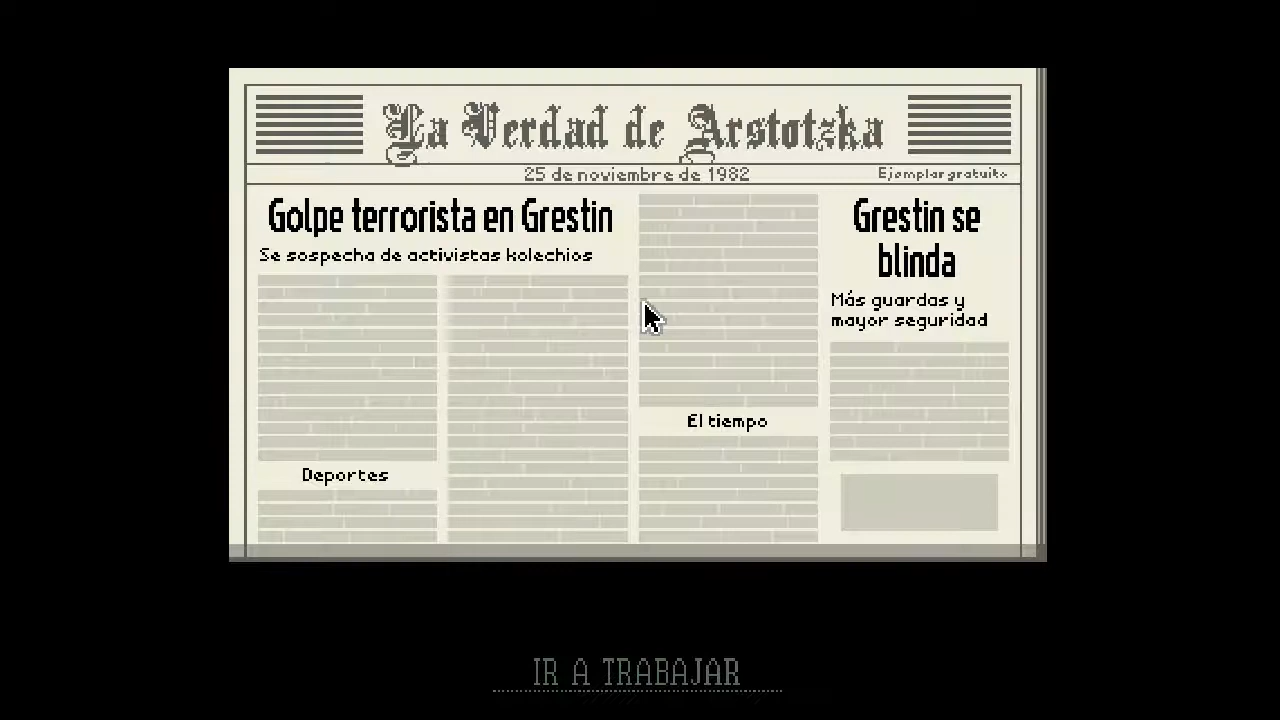 La Verdad de Arstotzka
25 de noviembre de 1982
Ejemplar gratuito
Golpe terrorista en Grestin
Se sospecha de activistas kolechios
Deportes
El tiempo
Grestin se
blinda
Más guardas y
mayor seguridad
IR A TRABAJAR